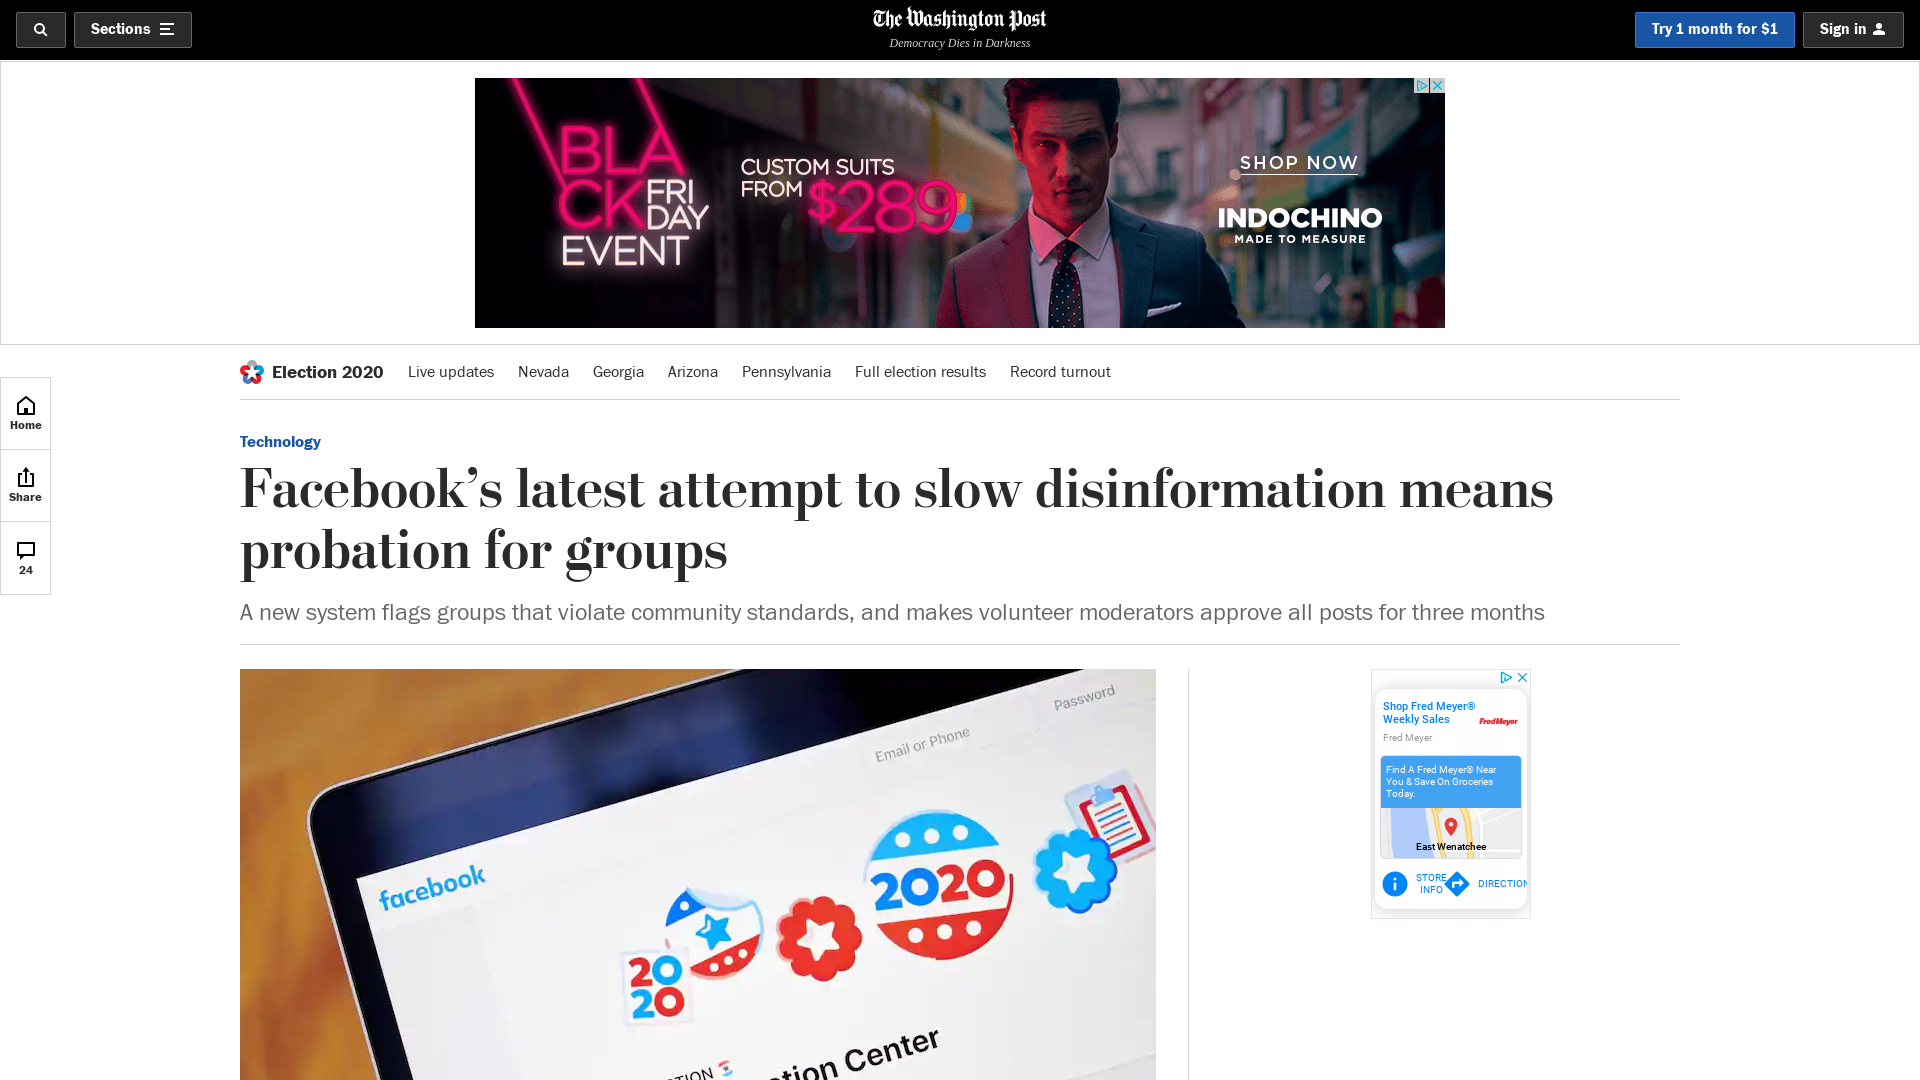 Sections
The Washington Post
Democracy Dies in Darkness
Try 1 month for $1
Sign in
BLA
CK FRI
DAY
EVENT
CUSTOM SUITS
FROM $289
SHOP NOW
INDOCHINO
MADE TO MEASURE
Election 2020 Live updates Nevada Georgia Arizona Pennsylvania Full election results Record turnout
Home
Share
24
Technology
Facebook’s latest attempt to slow disinformation means
probation for groups
A new system flags groups that violate community standards, and makes volunteer moderators approve all posts for three months
Email or Phone
Password
facebook
20
20
2020
tion Center
Shop Fred Meyer®
Weekly Sales
Fred Meyer
Fred Meyer
Find A Fred Meyer® Near
You & Save On Groceries
Today.
East Wenatchee
STORE
INFO
DIRECTION